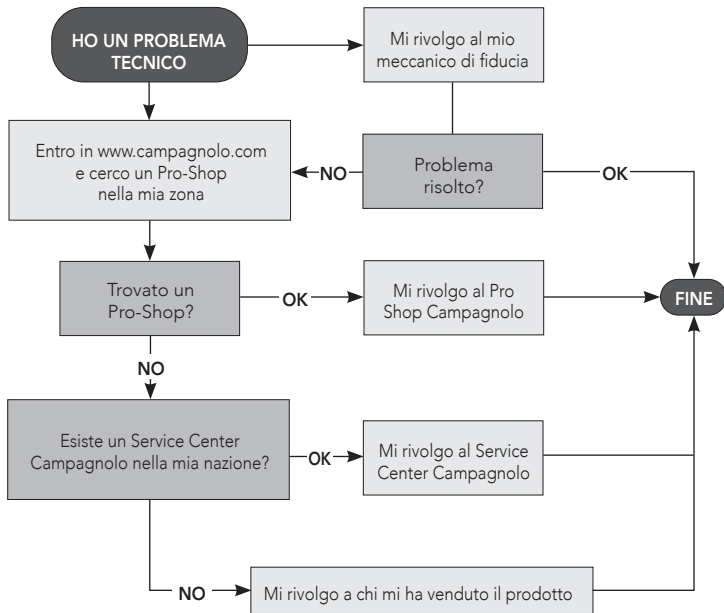 HO UN PROBLEMA
TECNICO
Mi rivolgo al mio
meccanico di fiducia
Entro in www.campagnolo.com
e cerco un Pro-Shop
nella mia zona
NO
Problema
risolto?
OK
Trovato un
Pro-Shop?
OK
Mi rivolgo al Pro
Shop Campagnolo
FINE
NO
Esiste un Service Center
Campagnolo nella mia nazione?
OK
Mi rivolgo al Service
Center Campagnolo
NO
Mi rivolgo a chi mi ha venduto il prodotto